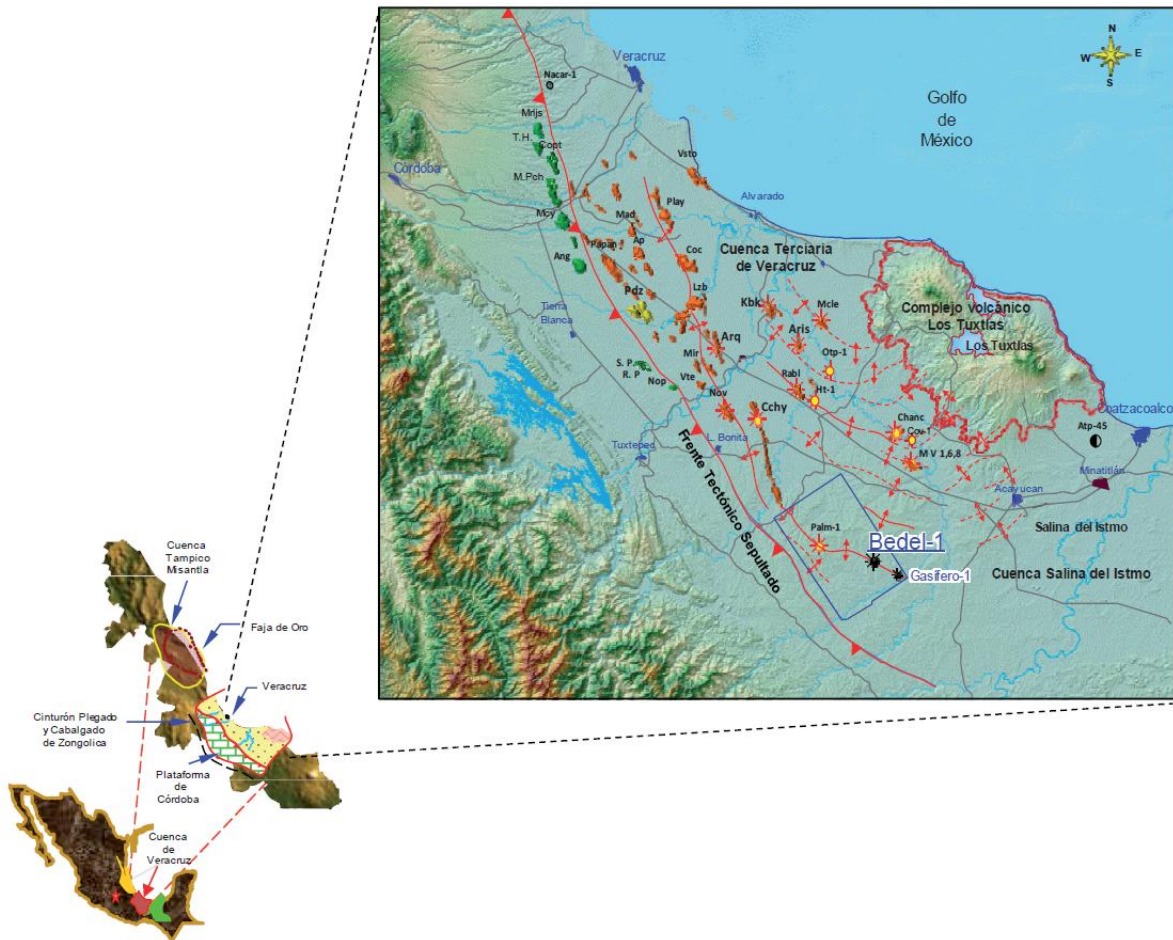 N
W E
S
Veracruz
Nacar-1
Golfo
de
México
Mrijs
T.H.
Copt
Córdoba
M.Pch
Vsto
Play
Alvarado
Mcy
Mad
Ap
Papan
Ang
Coc
Cuenca Terciaria
de Veracruz
Pdz
Lzb
Kbk
Mcle
Complejo volcánico
Los Tuxtlas
Los Tuxtlas
Tierra
Blanca
Arq
Aris
Otp-1
Mir
S. P.
R. P
Nop
Vte
Rabl
Ht-1
Nov
Cchy
Chanc
Cou-1
Coatzacoalco
Atp-45
M V 1,6,8
Tuxtepec
L. Bonita
Minatitlán
Acayucan
Frente Tectónico Sepultado
Salina del Istmo
Palm-1
Bedel-1
Gasífero-1
Cuenca Salina del Istmo
Cuenca
Tampico
Misantla
Faja de Oro
Veracruz
Cinturón Plegado
y Cabalgado
de Zongolica
Plataforma
de
Córdoba
Cuenca
de
Veracruz